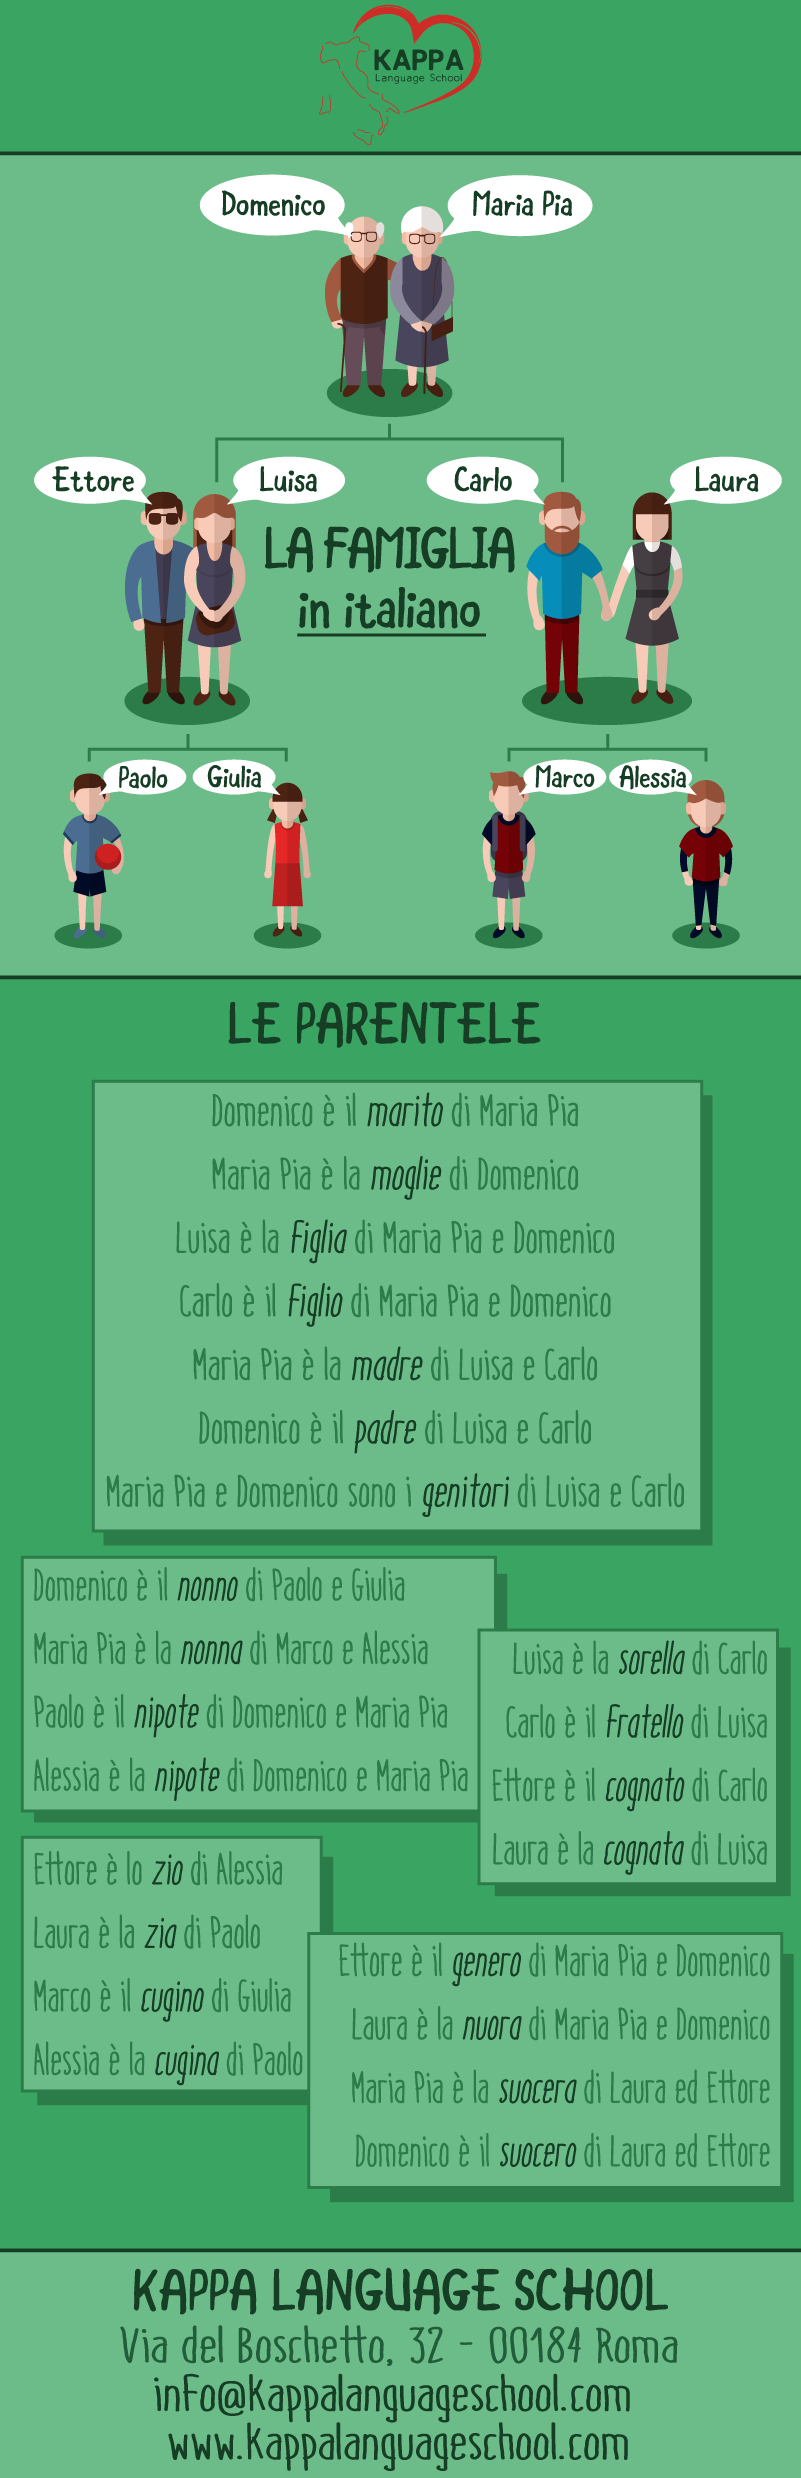 KAPPA
Language School
Domenico
Maria Pia
Ettore
Luisa
Carlo
Laura
LA FAMIGLIA
in italiano
Paolo
Giulia
Marco
Alessia
LE PARENTELE
Domenico è il marito di Maria Pia
Maria Pia è la moglie di Domenico
Luisa è la figlia di Maria Pia e Domenico
Carlo è il figlio di Maria Pia e Domenico
Maria Pia è la madre di Luisa e Carlo
Domenico è il padre di Luisa e Carlo
Maria Pia e Domenico sono i genitori di Luisa e Carlo
Domenico è il nonno di Paolo e Giulia
Maria Pia è la nonna di Marco e Alessia
Paolo è il nipote di Domenico e Maria Pia
Alessia è la nipote di Domenico e Maria Pia
Luisa è la sorella di Carlo
Carlo è il fratello di Luisa
Ettore è il cognato di Carlo
Laura è la cognata di Luisa
Ettore è lo zio di Alessia
Laura è la zia di Paolo
Marco è il cugino di Giulia
Alessia è la cugina di Paolo
Ettore è il genero di Maria Pia e Domenico
Laura è la nuora di Maria Pia e Domenico
Maria Pia è la suocera di Laura ed Ettore
Domenico è il suocero di Laura ed Ettore
KAPPA LANGUAGE SCHOOL
Via del Boschetto, 32 - 00184 Roma
info@kappalanguageschool.com
www.kappalanguageschool.com